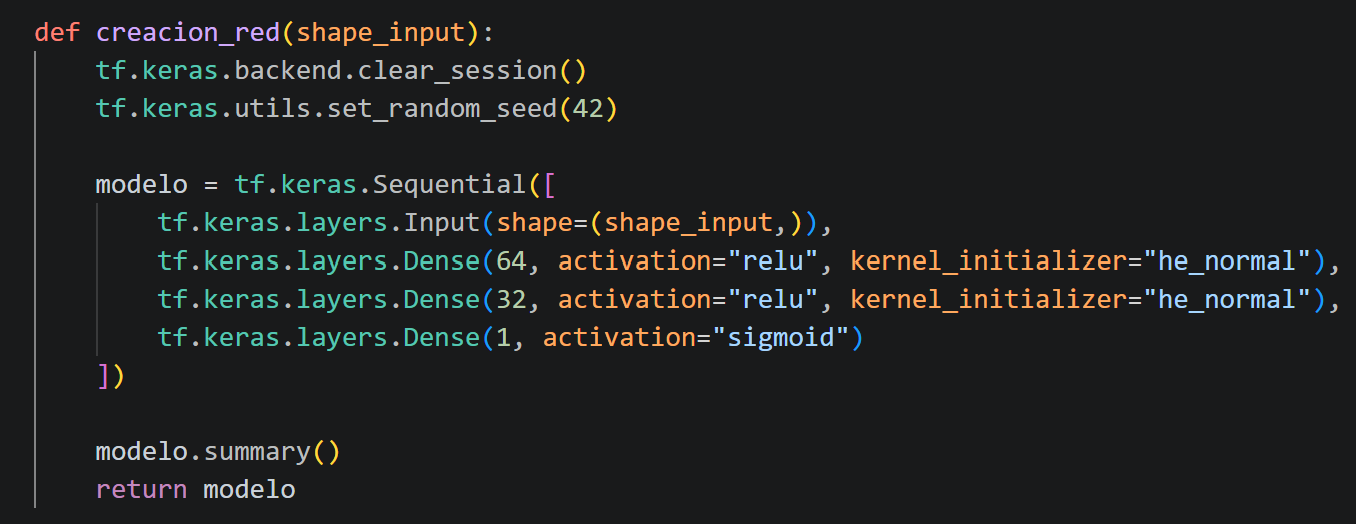 def creacion_red(shape_input):
    tf.keras.backend.clear_session()
    tf.keras.utils.set_random_seed(42)

    modelo = tf.keras.Sequential([
        tf.keras.layers.Input(shape=(shape_input,)),
        tf.keras.layers.Dense(64, activation="relu", kernel_initializer="he_normal"),
        tf.keras.layers.Dense(32, activation="relu", kernel_initializer="he_normal"),
        tf.keras.layers.Dense(1, activation="sigmoid")
    ])

    modelo.summary()
    return modelo